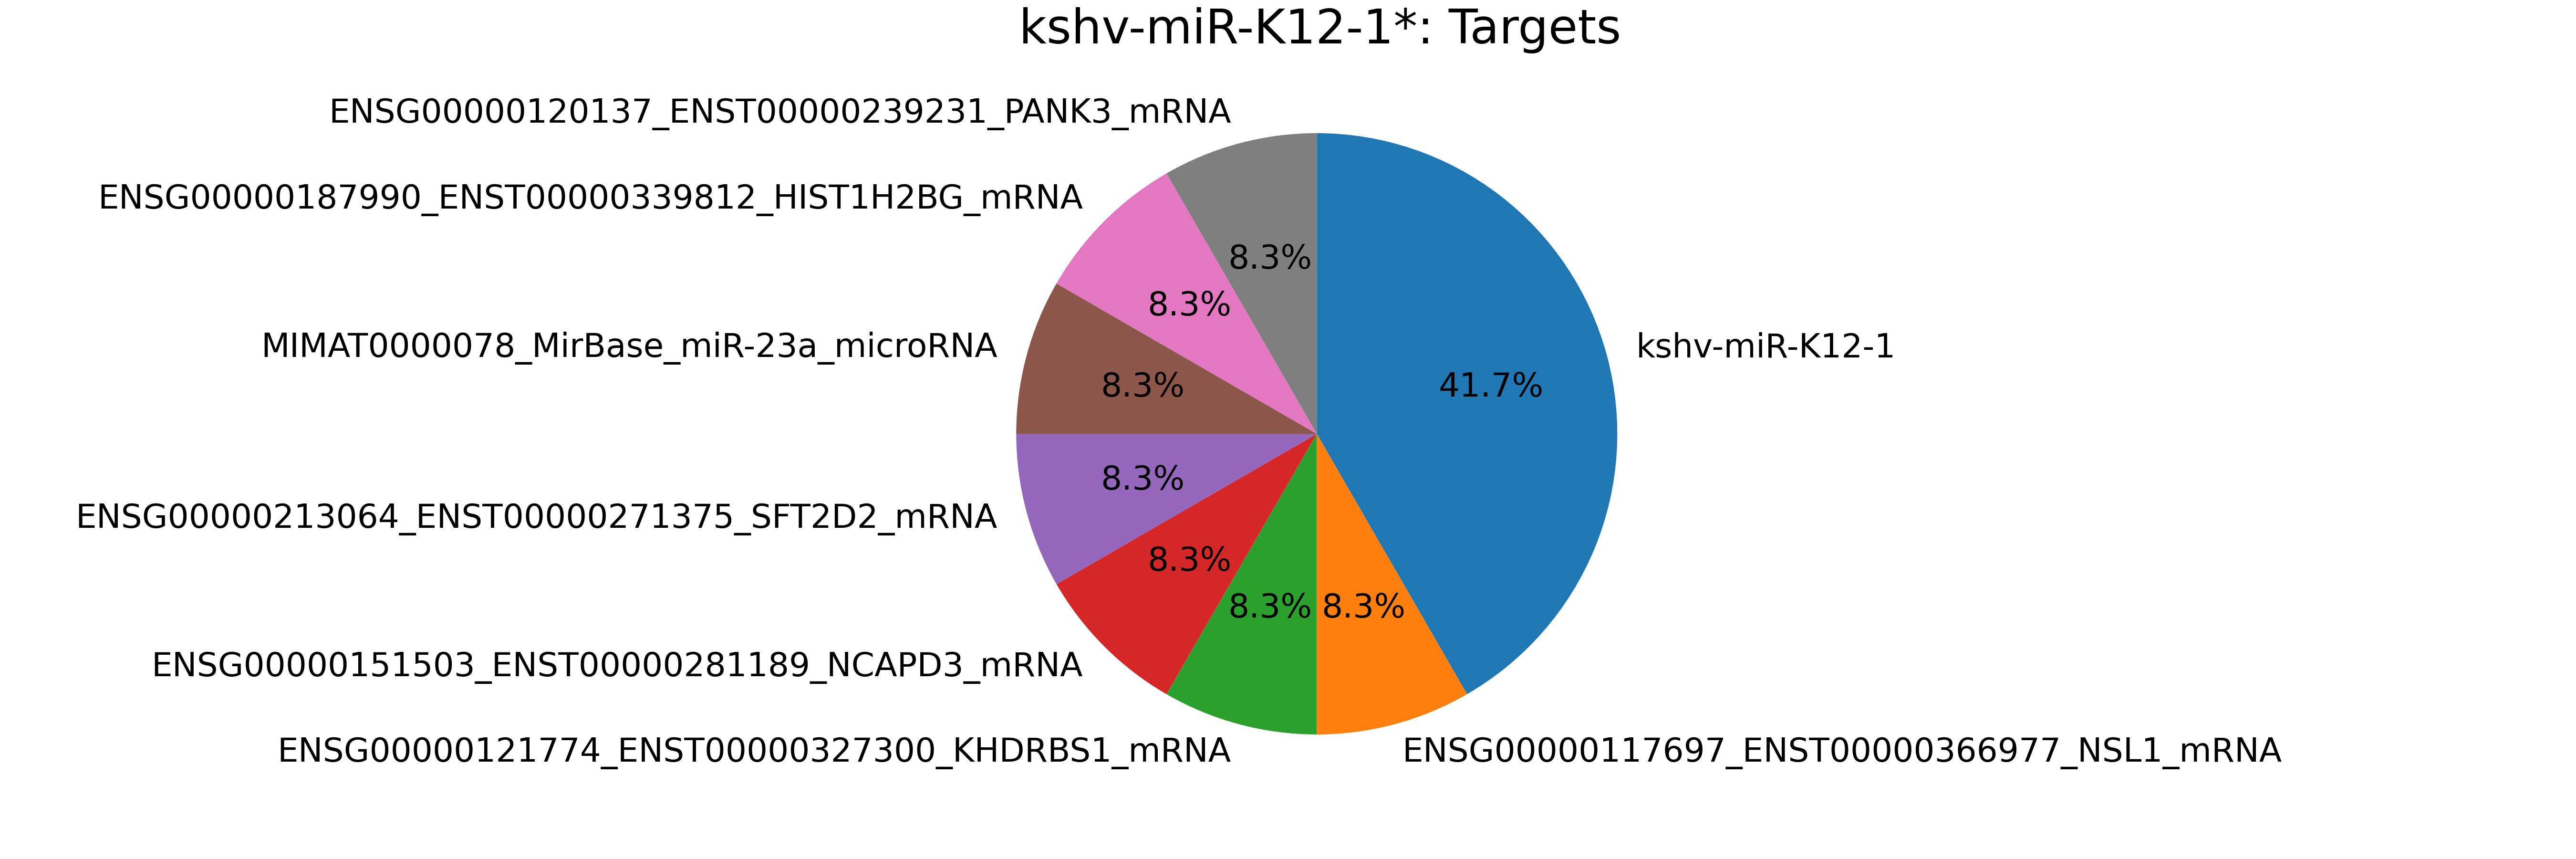 kshv-miR-K12-1*: Targets
ENSG00000120137_ENST00000239231_PANK3_mRNA
ENSG00000187990_ENST00000339812_HIST1H2BG_mRNA
8.3%
8.3%
MIMAT0000078_MirBase_miR-23a_microRNA
kshv-miR-K12-1
8.3%
41.7%
8.3%
ENSG00000213064_ENST00000271375_SFT2D2_mRNA
8.3%
8.3%
8.3%
ENSG00000151503_ENST00000281189_NCAPD3_mRNA
ENSG00000121774_ENST00000327300_KHDRBS1_mRNA
ENSG00000117697_ENST00000366977_NSL1_mRNA